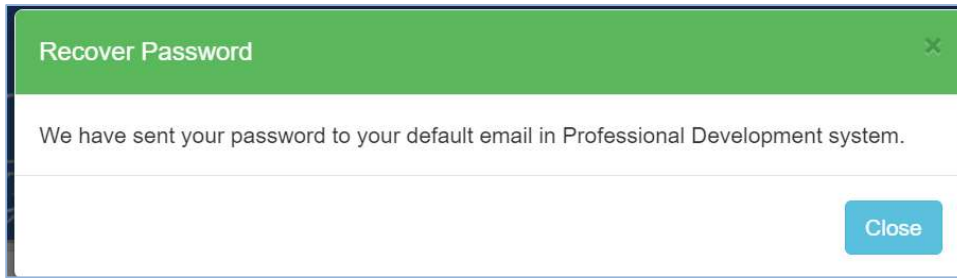 Recover Password
×
We have sent your password to your default email in Professional Development system.
Close